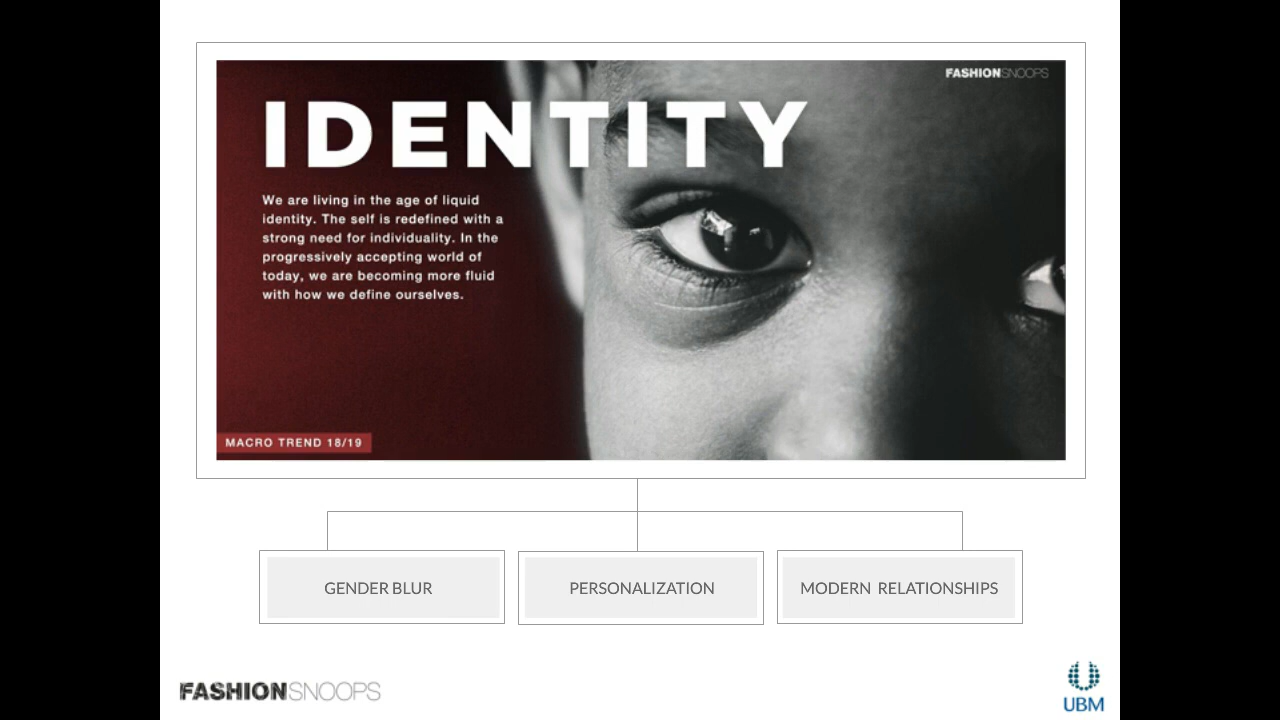 FASHIONSNOOPS
IDENTITY
We are living in the age of liquid
identity. The self is redefined with a
strong need for individuality. In the
progressively accepting world of
today, we are becoming more fluid
with how we define ourselves.
MACRO TREND 18/19
GENDER BLUR
PERSONALIZATION
MODERN RELATIONSHIPS
FASHIONSNOOPS
UBM